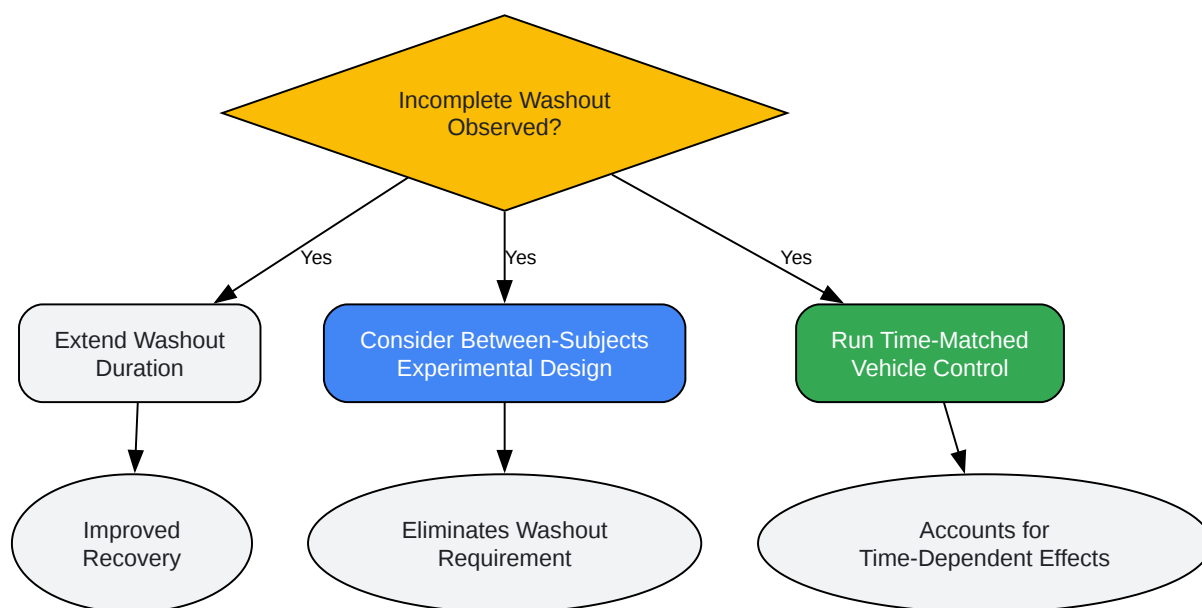 Incomplete Washout
Observed?
Yes
Yes
Yes
Extend Washout
Duration
Consider Between-Subjects
Experimental Design
Run Time-Matched
Vehicle Control
Improved
Recovery
Eliminates Washout
Requirement
Accounts for
Time-Dependent Effects